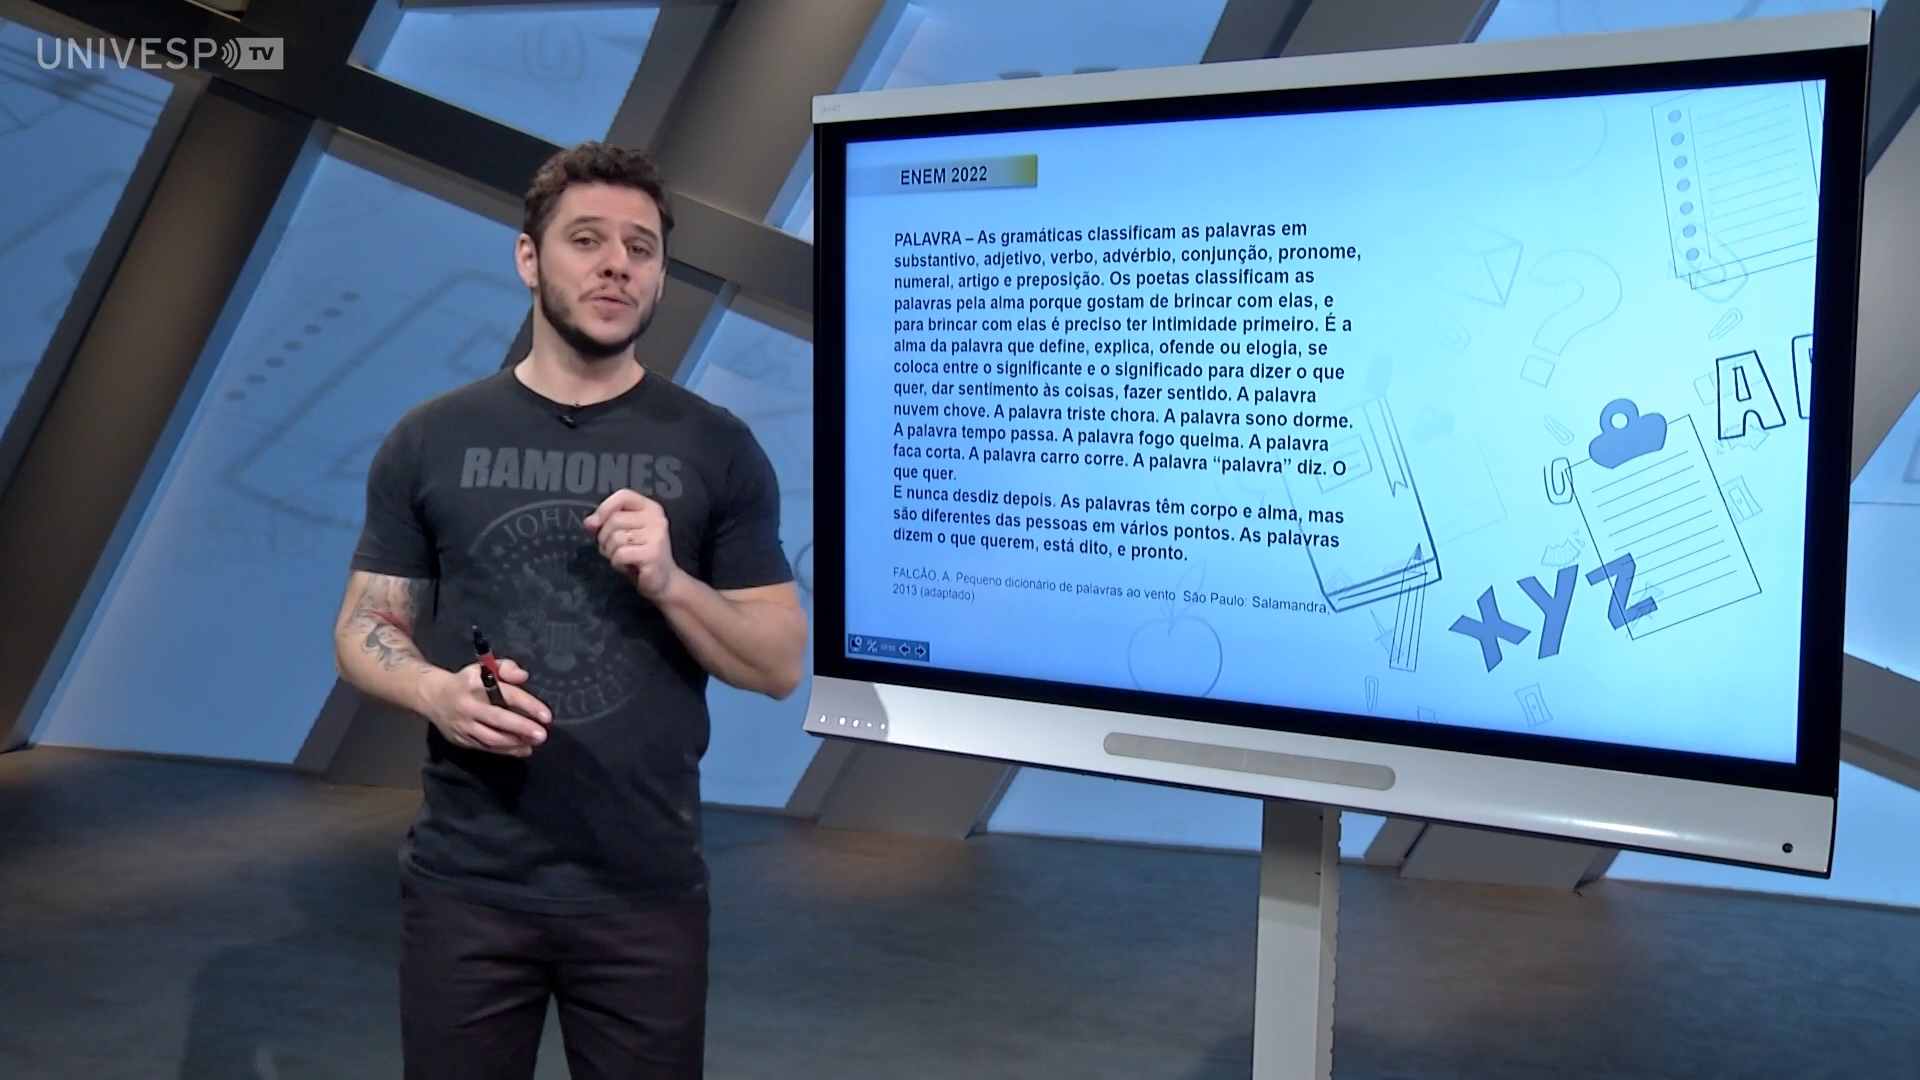 UNIVESP TV
ENEM 2022
PALAVRA – As gramáticas classificam as palavras em
substantivo, adjetivo, verbo, advérbio, conjunção, pronome,
numeral, artigo e preposição. Os poetas classificam as
palavras pela alma porque gostam de brincar com elas, e
para brincar com elas é preciso ter intimidade primeiro. É a
alma da palavra que define, explica, ofende ou elogia, se
coloca entre o significante e o significado para dizer o que
quer, dar sentimento às coisas, fazer sentido. A palavra
nuvem chove. A palavra triste chora. A palavra sono dorme.
A palavra tempo passa. A palavra fogo queima. A palavra
faca corta. A palavra carro corre. A palavra “palavra” diz. O
que quer.
E nunca desdiz depois. As palavras têm corpo e alma, mas
são diferentes das pessoas em vários pontos. As palavras
dizem o que querem, está dito, e pronto.
FALCÃO, A. Pequeno dicionário de palavras ao vento. São Paulo: Salamandra,
2013 (adaptado)
A
XYZ
RAMONES
JOHN